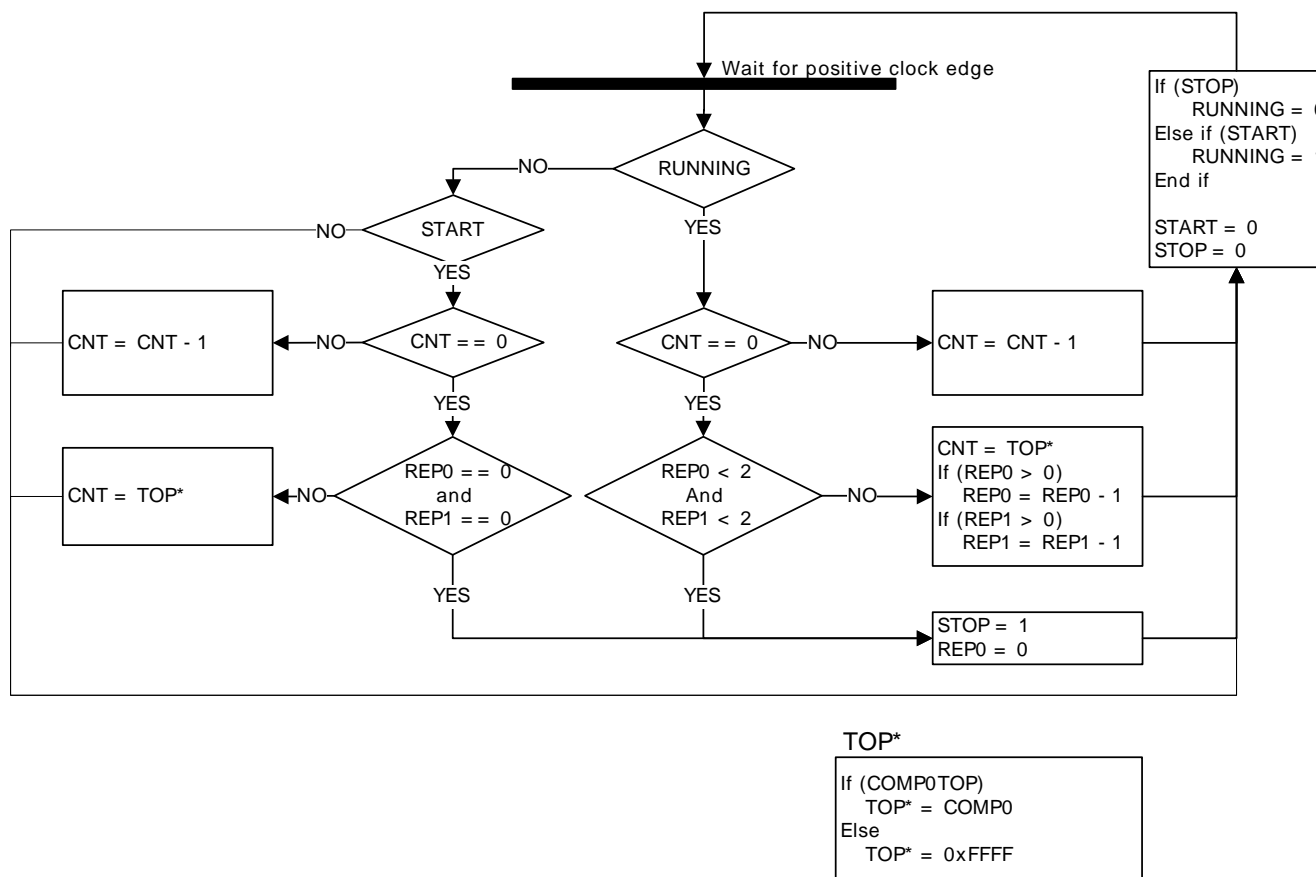 Wait for positive clock edge
If (STOP)
RUNNING =
Else if (START)
RUNNING =
End if
START = 0
STOP = 0
RUNNING
NO
YES
START
NO
YES
CNT = CNT - 1
NO
CNT == 0
CNT == 0
NO
CNT = CNT - 1
YES
YES
CNT = TOP*
NO
REP0 == 0
and
REP1 == 0
REP0 < 2
And
REP1 < 2
NO
CNT = TOP*
If (REP0 > 0)
REP0 = REP0 - 1
If (REP1 > 0)
REP1 = REP1 - 1
YES
YES
STOP = 1
REP0 = 0
TOP*
If (COMP0TOP)
TOP* = COMP0
Else
TOP* = 0xFFFF